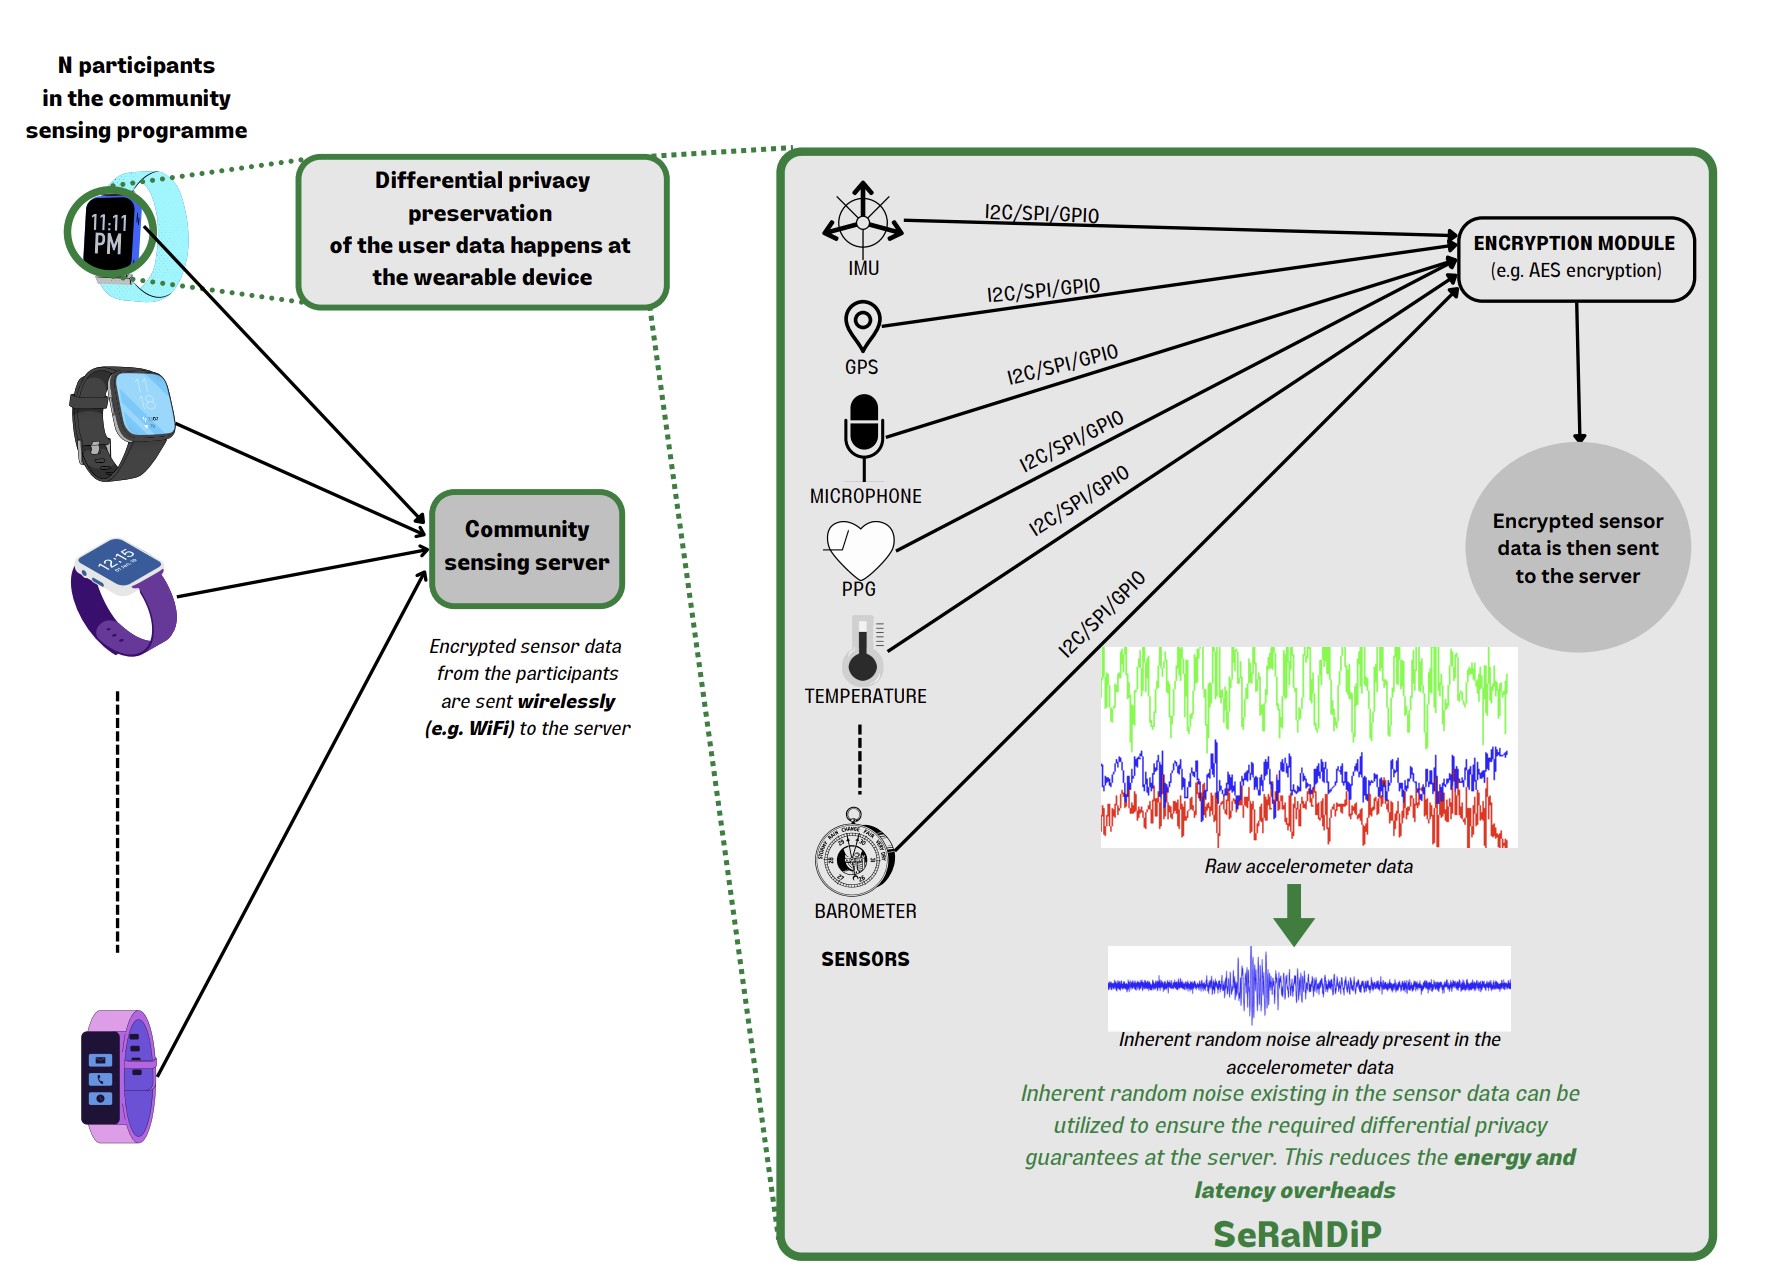 N participants
in the community
sensing programme
11:11
PM
Differential privacy
preservation
of the user data happens at
the wearable device
11
18
12:15
Community
sensing server
Encrypted sensor data
from the participants
are sent wirelessly
(e.g. WiFi) to the server
I2C/SPI/GPIO
IMU
I2C/SPI/GPIO
GPS
I2C/SPI/GPIO
MICROPHONE
I2C/SPI/GPIO
PPG
I2C/SPI/GPIO
TEMPERATURE
I2C/SPI/GPIO
BAROMETER
SENSORS
ENCRYPTION MODULE
(e.g. AES encryption)
Encrypted sensor
data is then sent
to the server
Raw accelerometer data
Inherent random noise already present in the
accelerometer data
Inherent random noise existing in the sensor data can be
utilized to ensure the required differential privacy
guarantees at the server. This reduces the energy and
latency overheads
SeRaNDiP